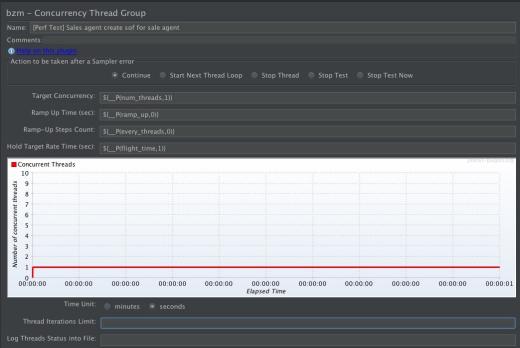 bzm - Concurrency Thread Group
Name: [Perf Test] Sales agent create sof for sale agent
Comments
Help on this plugin
Action to be taken after a Sampler error
Continue Start Next Thread Loop Stop Thread Stop Test Stop Test Now
Target Concurrency: $(__P(num_threads,1))
Ramp Up Time (sec): $(__P(ramp_up,0))
Ramp-Up Steps Count: $(__P(every_threads,0))
Hold Target Rate Time (sec): $(__P(flight_time,1))
Concurrent Threads
10
9
8
7
6
5
4
3
2
1
0
Number of concurrent threads
00:00:00 00:00:00 00:00:00 00:00:00 00:00:00 00:00:00 00:00:00 00:00:00 00:00:00 00:00:00 00:00:01
Elapsed Time
Time Unit: minutes seconds
Thread Iterations Limit:
Log Threads Status into File: